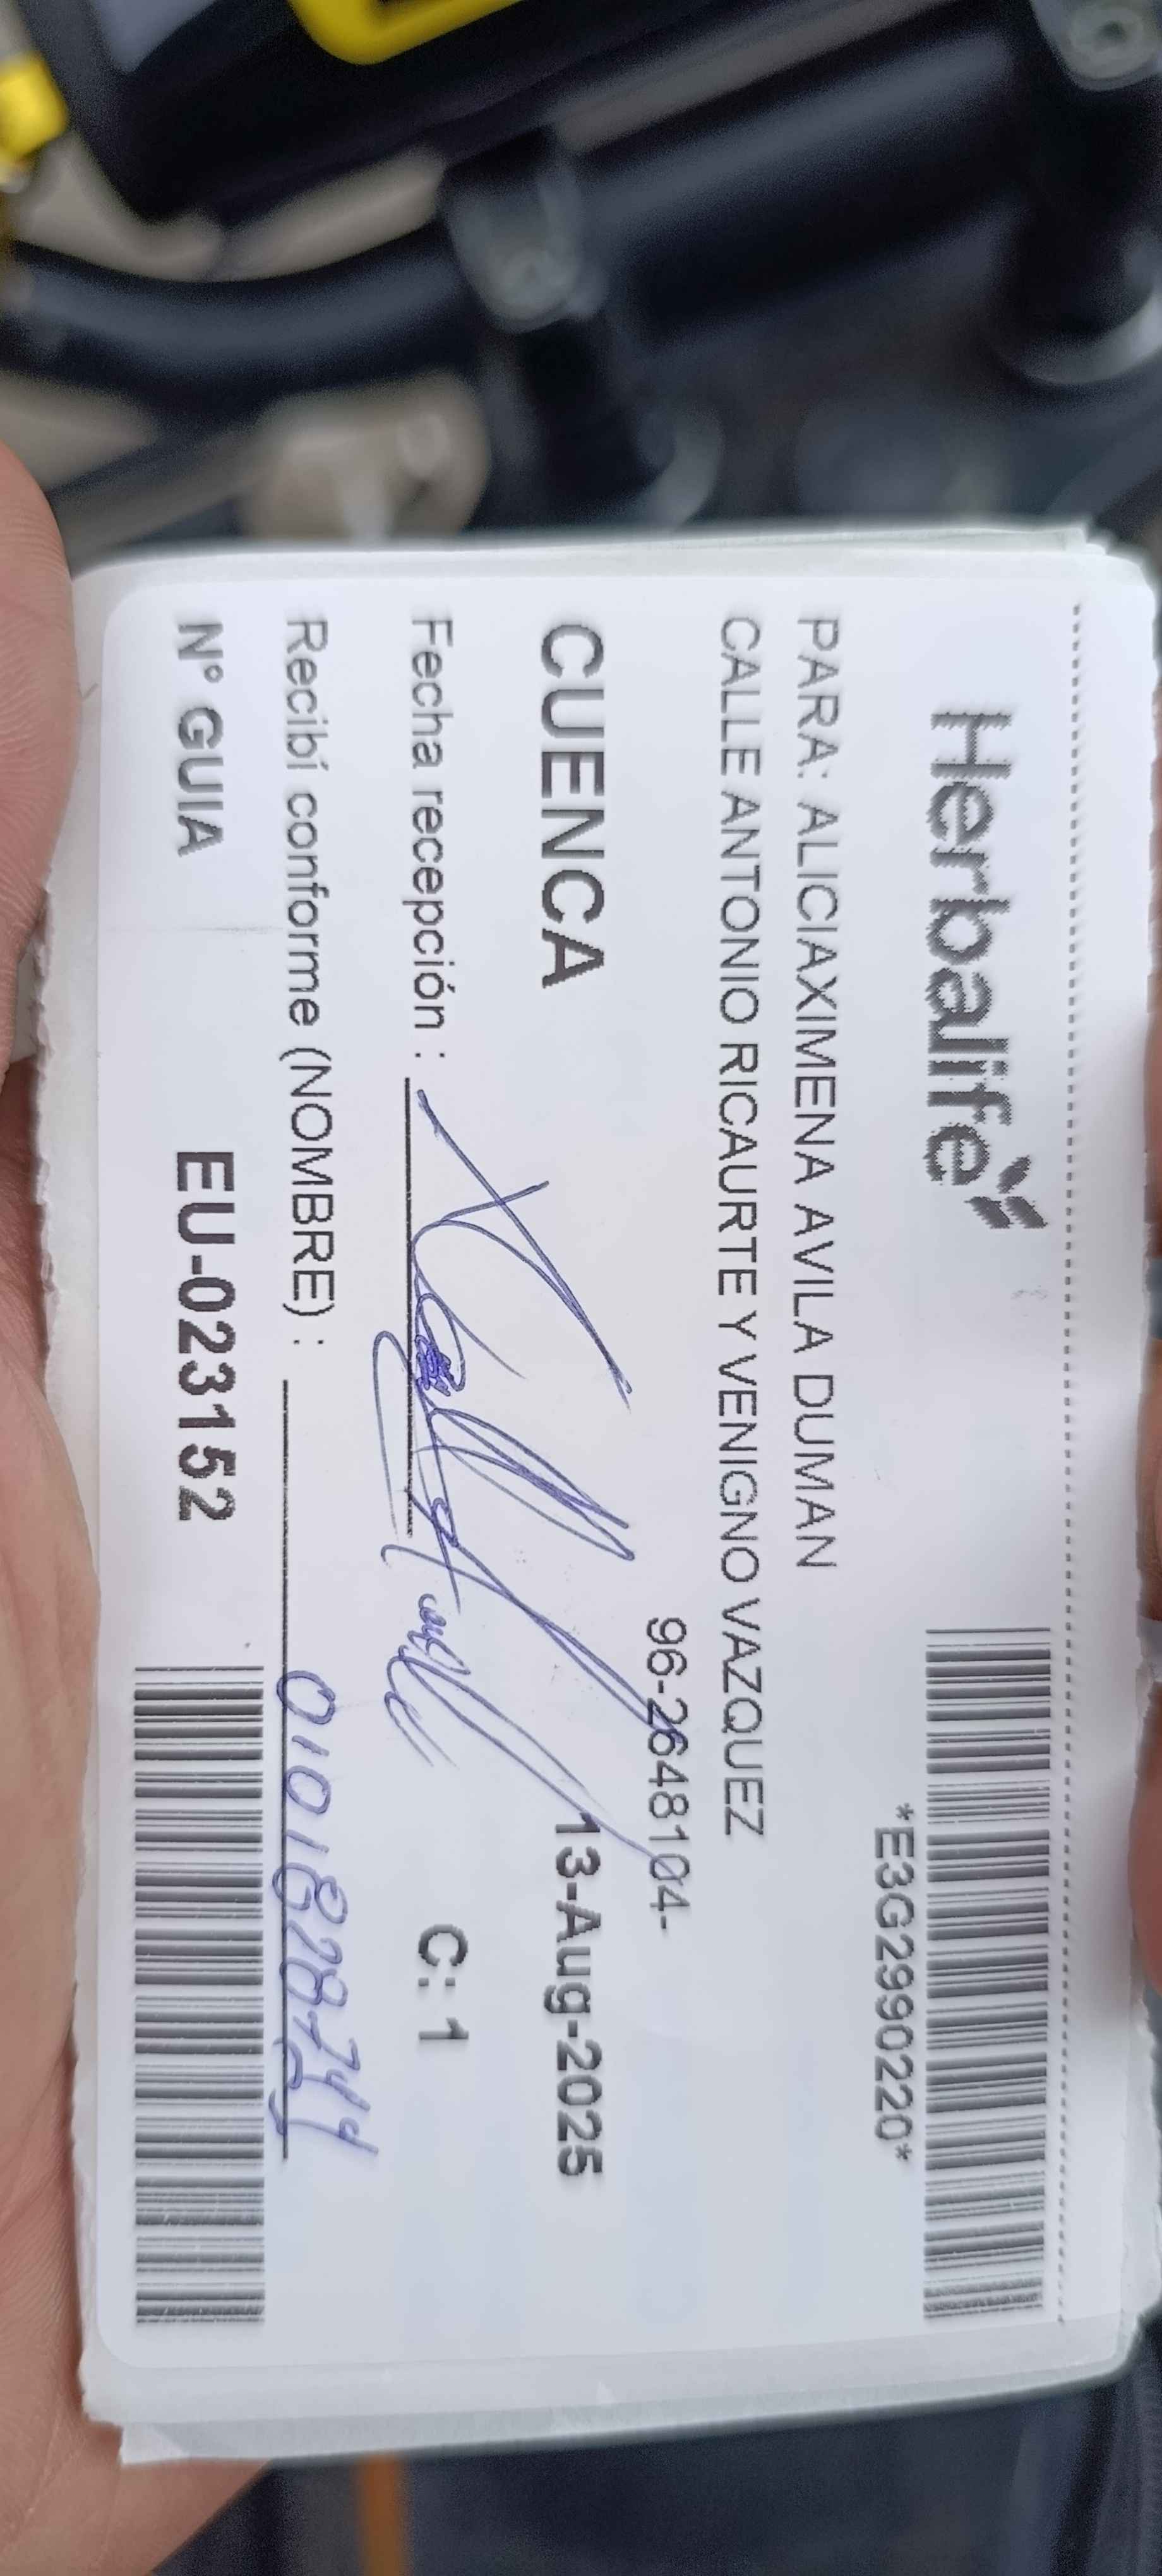 Herbalife
*E3G2990220*
PARA: ALICIAXIMENA AVILA DUMAN
CALLE ANTONIO RICAURTE Y VENIGNO VAZQUEZ
96-2648104-
CUENCA 13-Aug-2025
Fecha recepción : C: 1
Recibí conforme (NOMBRE) :
Nº GUIA EU-023152